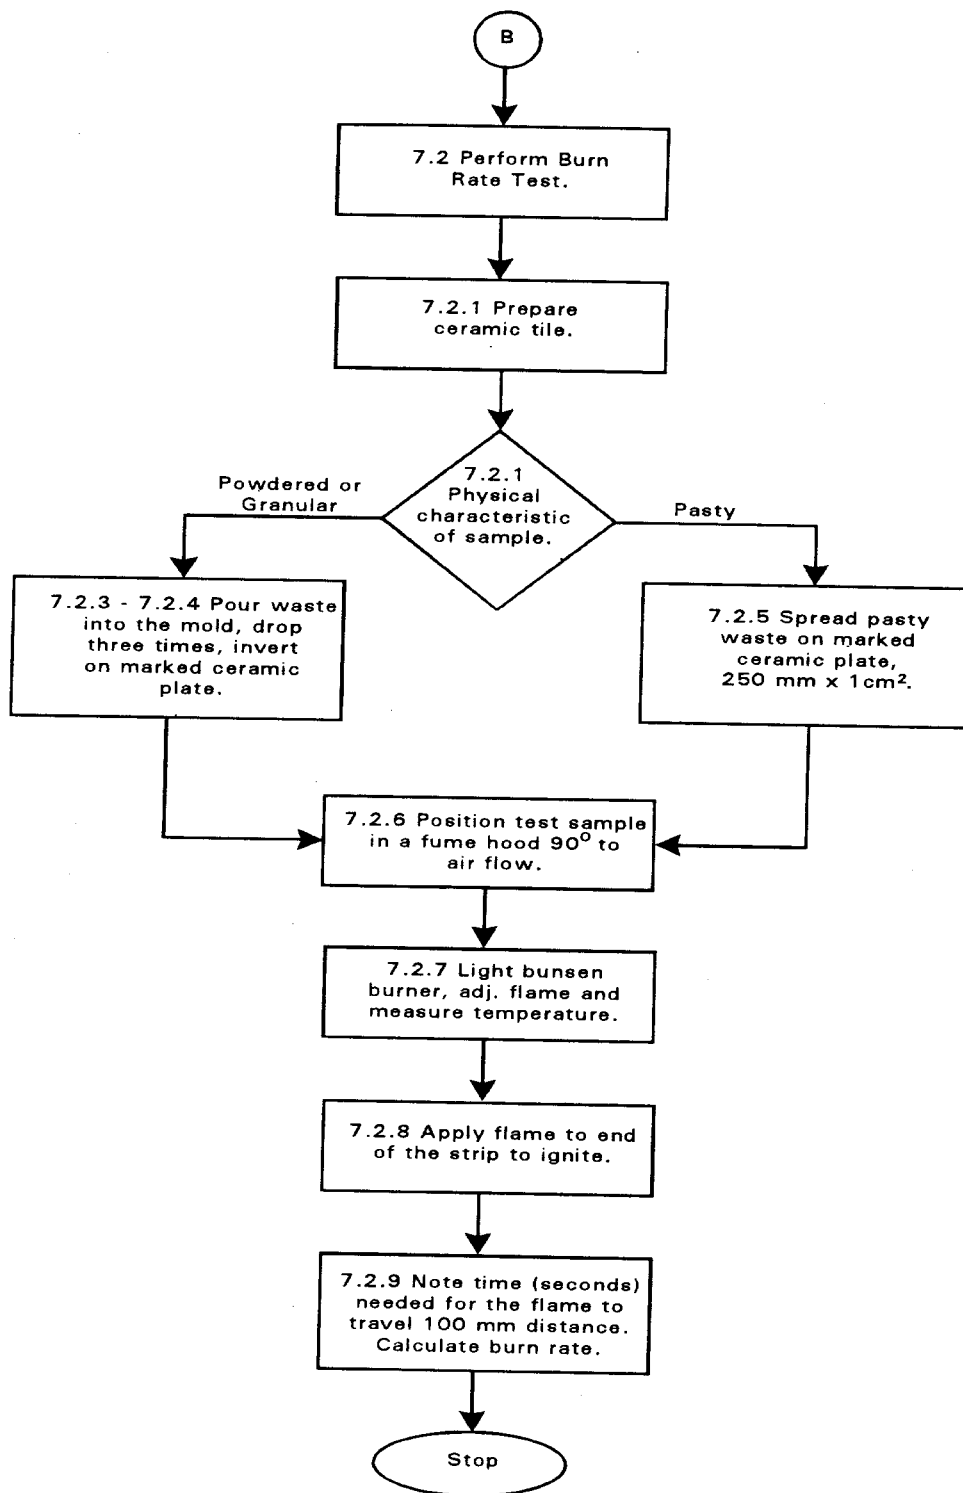 B
7.2 Perform Burn
Rate Test.
7.2.1 Prepare
ceramic tile.
7.2.1
Physical
characteristic
of sample.
Powdered or
Granular
Pasty
7.2.3 - 7.2.4 Pour waste
into the mold, drop
three times, invert
on marked ceramic
plate.
7.2.5 Spread pasty
waste on marked
ceramic plate,
250 mm x 1cm².
7.2.6 Position test sample
in a fume hood 90° to
air flow.
7.2.7 Light bunsen
burner, adj. flame and
measure temperature.
7.2.8 Apply flame to end
of the strip to ignite.
7.2.9 Note time (seconds)
needed for the flame to
travel 100 mm distance.
Calculate burn rate.
Stop